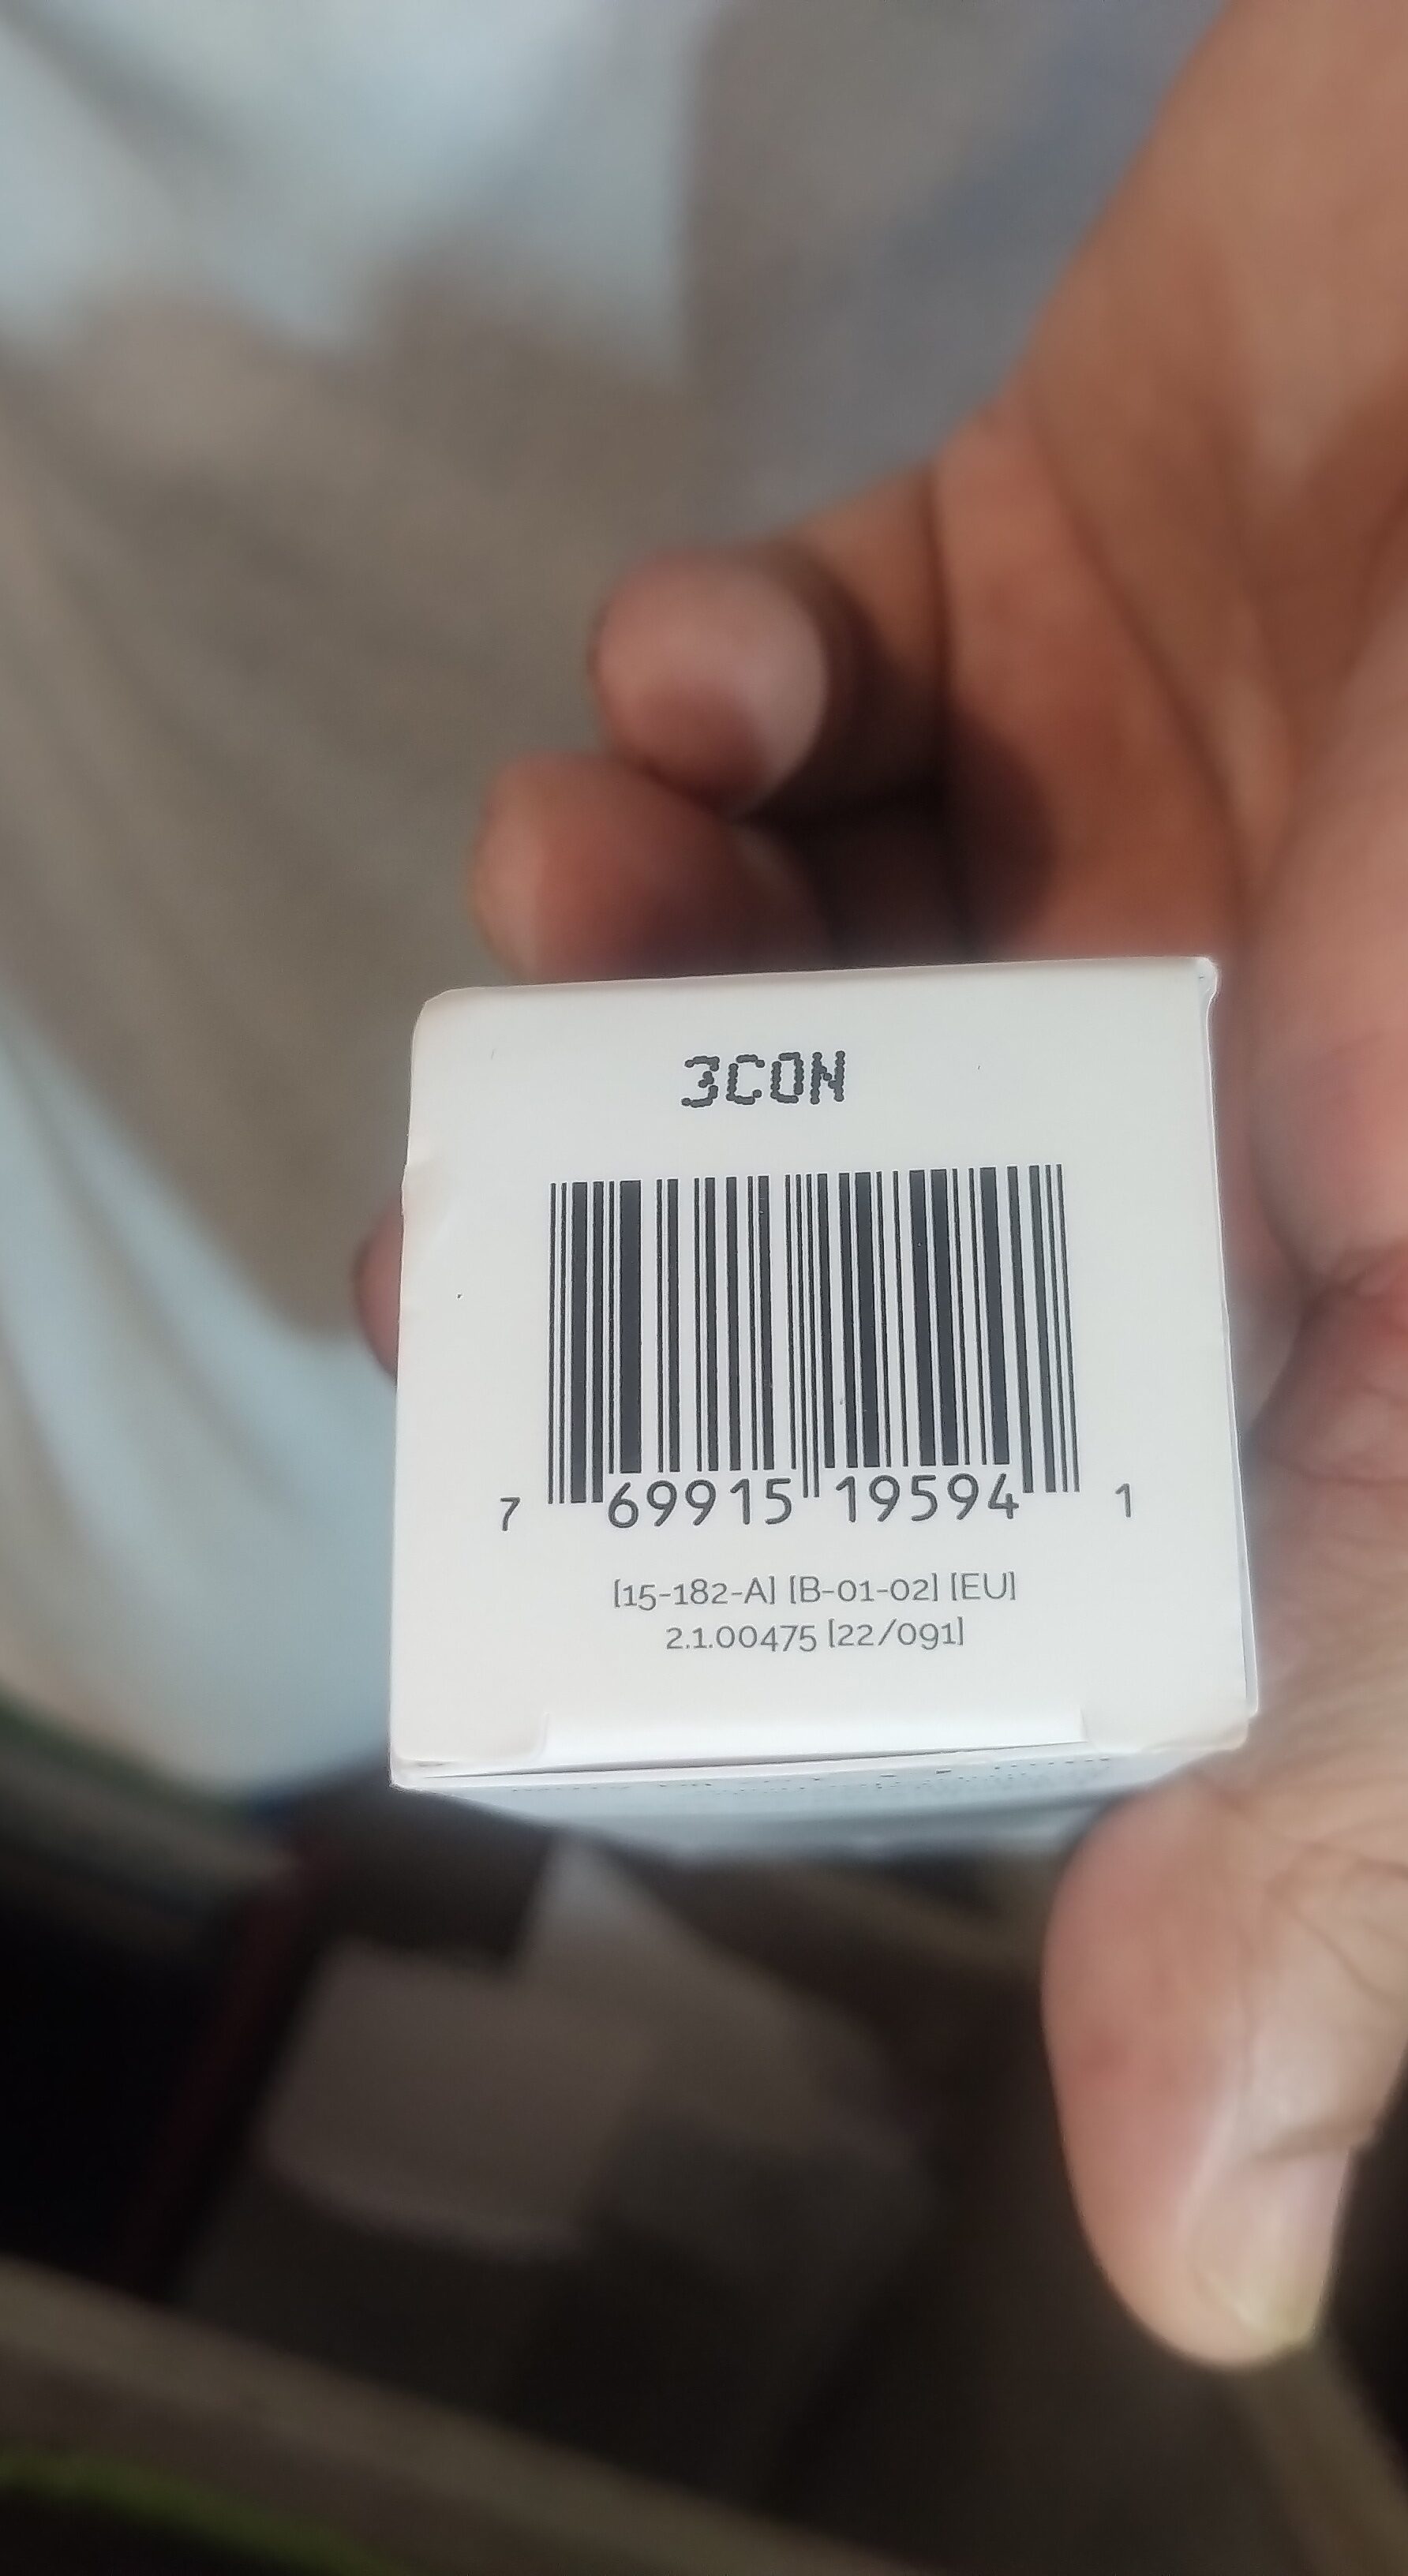 3CON
7 69915 19594 1
[15-182-A] [B-01-02] [EU]
2.1.00475 [22/091]